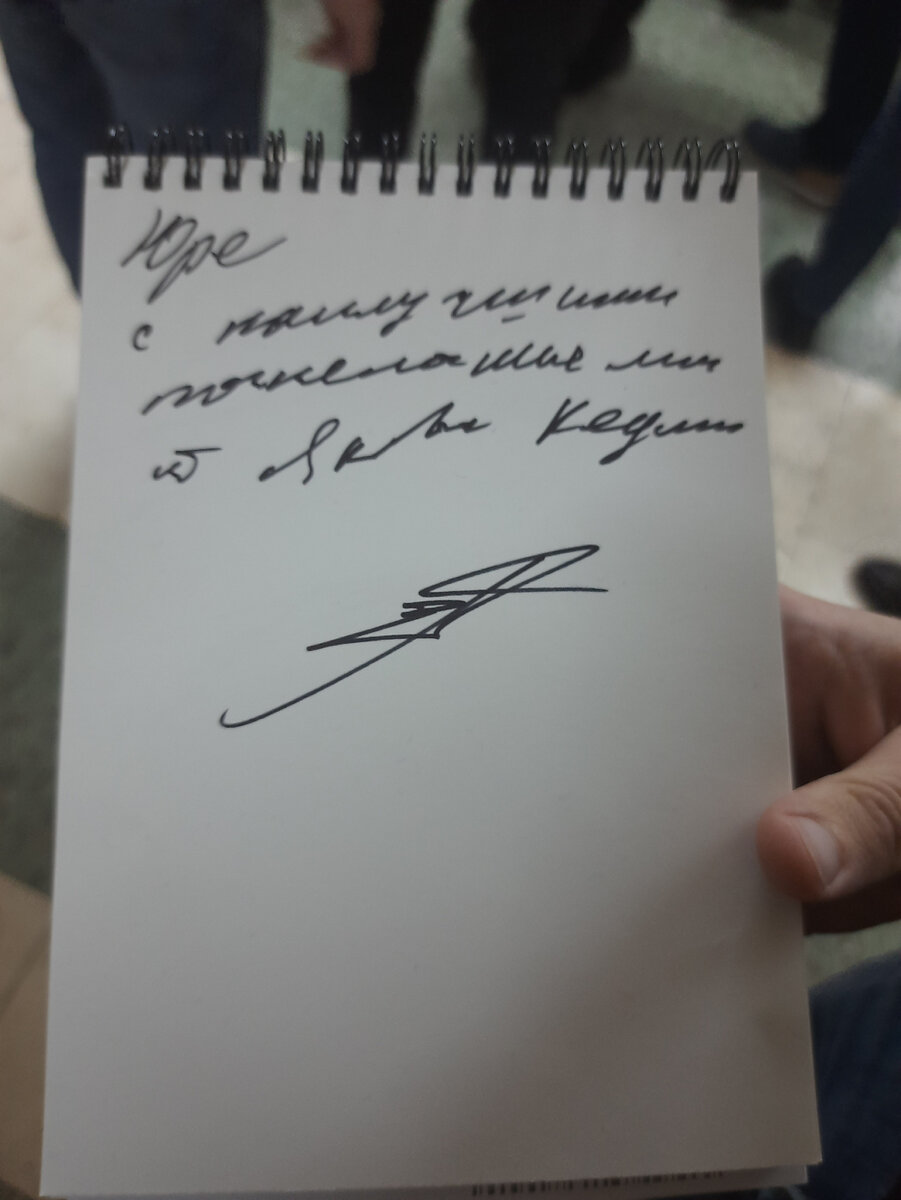 Юре
с наилучшими
пожеланиями
от Якова Кедми